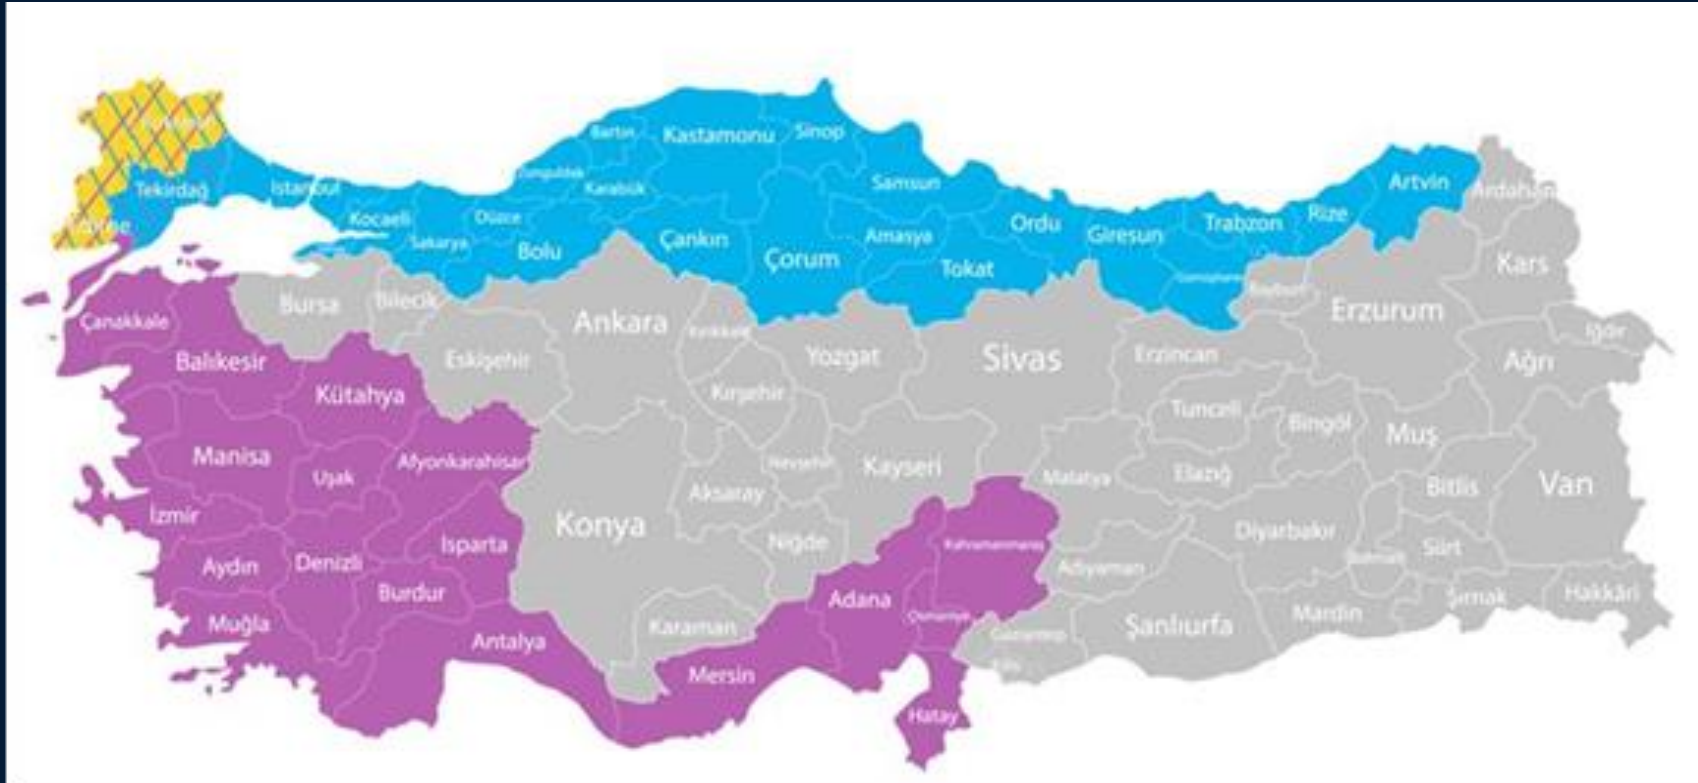 Tekirdağ
İstanbul
Kocaeli
Sakarya
Düzce
Bolu
Zonguldak
Bartın
Karabük
Kastamonu
Sinop
Çankırı
Çorum
Samsun
Amasya
Tokat
Ordu
Giresun
Trabzon
Rize
Artvin
Ardahan
Kars
Iğdır
Ağrı
Erzurum
Erzincan
Sivas
Yozgat
Kırıkkale
Kırşehir
Ankara
Eskişehir
Bilecik
Bursa
Çanakkale
Balıkesir
Kütahya
Manisa
Uşak
Afyonkarahisar
İzmir
Aydın
Denizli
Isparta
Burdur
Muğla
Antalya
Konya
Karaman
Aksaray
Nevşehir
Niğde
Kayseri
Mersin
Adana
Osmaniye
Hatay
Kahramanmaraş
Malatya
Adıyaman
Gaziantep
Şanlıurfa
Mardin
Diyarbakır
Elazığ
Tunceli
Bingöl
Muş
Bitlis
Van
Siirt
Şırnak
Hakkâri